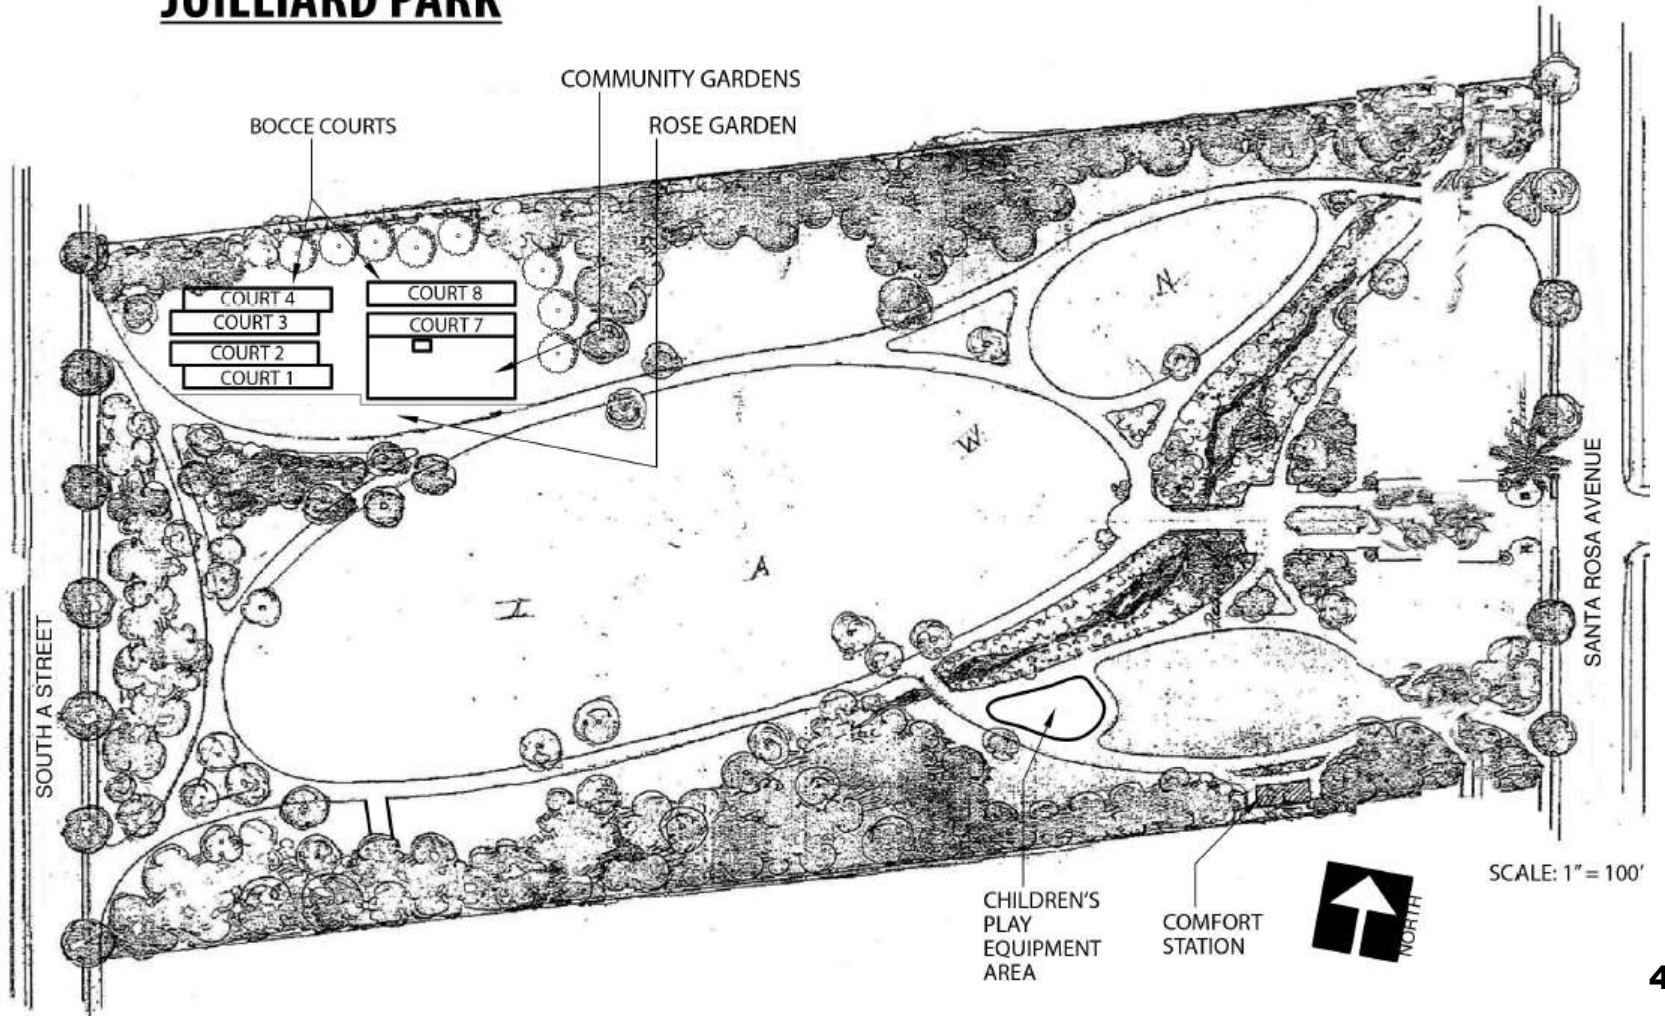 JUILLIARD PARK
COMMUNITY GARDENS
BOCCE COURTS
ROSE GARDEN
COURT 4
COURT 8
COURT 3
COURT 7
COURT 2
COURT 1
N
W
A
L
SOUTH A STREET
SANTA ROSA AVENUE
CHILDREN'S
PLAY
EQUIPMENT
AREA
COMFORT
STATION
NORTH
SCALE: 1" = 100'
4